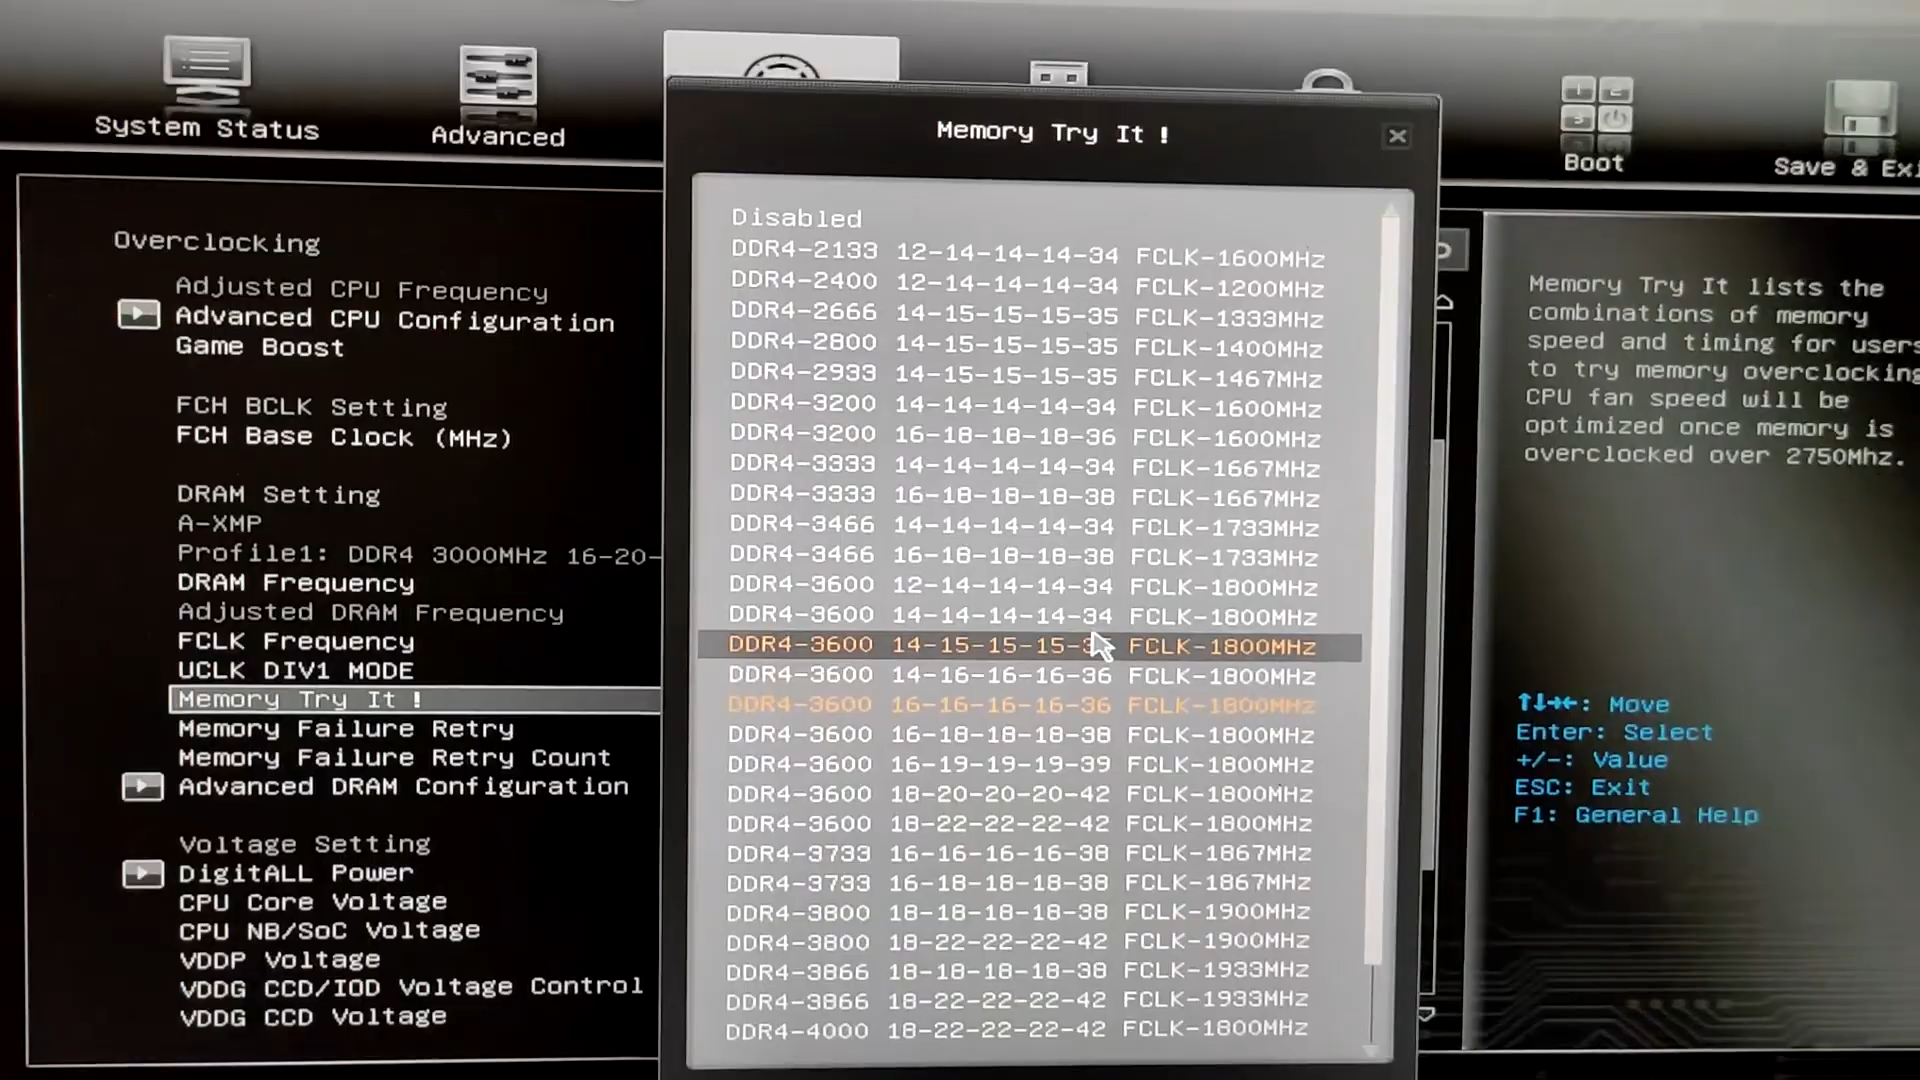 System Status
Advanced
Boot
Save & Exi
Memory Try It !
Overclocking
Adjusted CPU Frequency
Advanced CPU Configuration
Game Boost
FCH BCLK Setting
FCH Base Clock (MHz)
DRAM Setting
A-XMP
Profile1: DDR4 3000MHz 16-20-
DRAM Frequency
Adjusted DRAM Frequency
FCLK Frequency
UCLK DIV1 MODE
Memory Try It !
Memory Failure Retry
Memory Failure Retry Count
Advanced DRAM Configuration
Voltage Setting
DigitALL Power
CPU Core Voltage
CPU NB/SoC Voltage
VDDP Voltage
VDDG CCD/IOD Voltage Control
VDDG CCD Voltage
Disabled
DDR4-2133 12-14-14-14-34 FCLK-1600MHz
DDR4-2400 12-14-14-14-34 FCLK-1200MHz
DDR4-2666 14-15-15-15-35 FCLK-1333MHz
DDR4-2800 14-15-15-15-35 FCLK-1400MHz
DDR4-2933 14-15-15-15-35 FCLK-1467MHz
DDR4-3200 14-14-14-14-34 FCLK-1600MHz
DDR4-3200 16-18-18-18-36 FCLK-1600MHz
DDR4-3333 14-14-14-14-34 FCLK-1667MHz
DDR4-3333 16-18-18-18-38 FCLK-1667MHz
DDR4-3466 14-14-14-14-34 FCLK-1733MHz
DDR4-3466 16-18-18-18-38 FCLK-1733MHz
DDR4-3600 12-14-14-14-34 FCLK-1800MHz
DDR4-3600 14-14-14-14-34 FCLK-1800MHz
DDR4-3600 14-15-15-15-35 FCLK-1800MHz
DDR4-3600 14-16-16-16-36 FCLK-1800MHz
DDR4-3600 16-16-16-16-36 FCLK-1800MHz
DDR4-3600 16-18-18-18-38 FCLK-1800MHz
DDR4-3600 16-19-19-19-39 FCLK-1800MHz
DDR4-3600 18-20-20-20-42 FCLK-1800MHz
DDR4-3600 18-22-22-22-42 FCLK-1800MHz
DDR4-3733 16-16-16-16-38 FCLK-1867MHz
DDR4-3733 16-18-18-18-38 FCLK-1867MHz
DDR4-3800 18-18-18-18-38 FCLK-1900MHz
DDR4-3800 18-22-22-22-42 FCLK-1900MHz
DDR4-3866 18-18-18-18-38 FCLK-1933MHz
DDR4-3866 18-22-22-22-42 FCLK-1933MHz
DDR4-4000 18-22-22-22-42 FCLK-1800MHz
Memory Try It lists the
combinations of memory
speed and timing for users
to try memory overclocking
CPU fan speed will be
optimized once memory is
overclocked over 2750Mhz.
↑↓→←: Move
Enter: Select
+/-: Value
ESC: Exit
F1: General Help